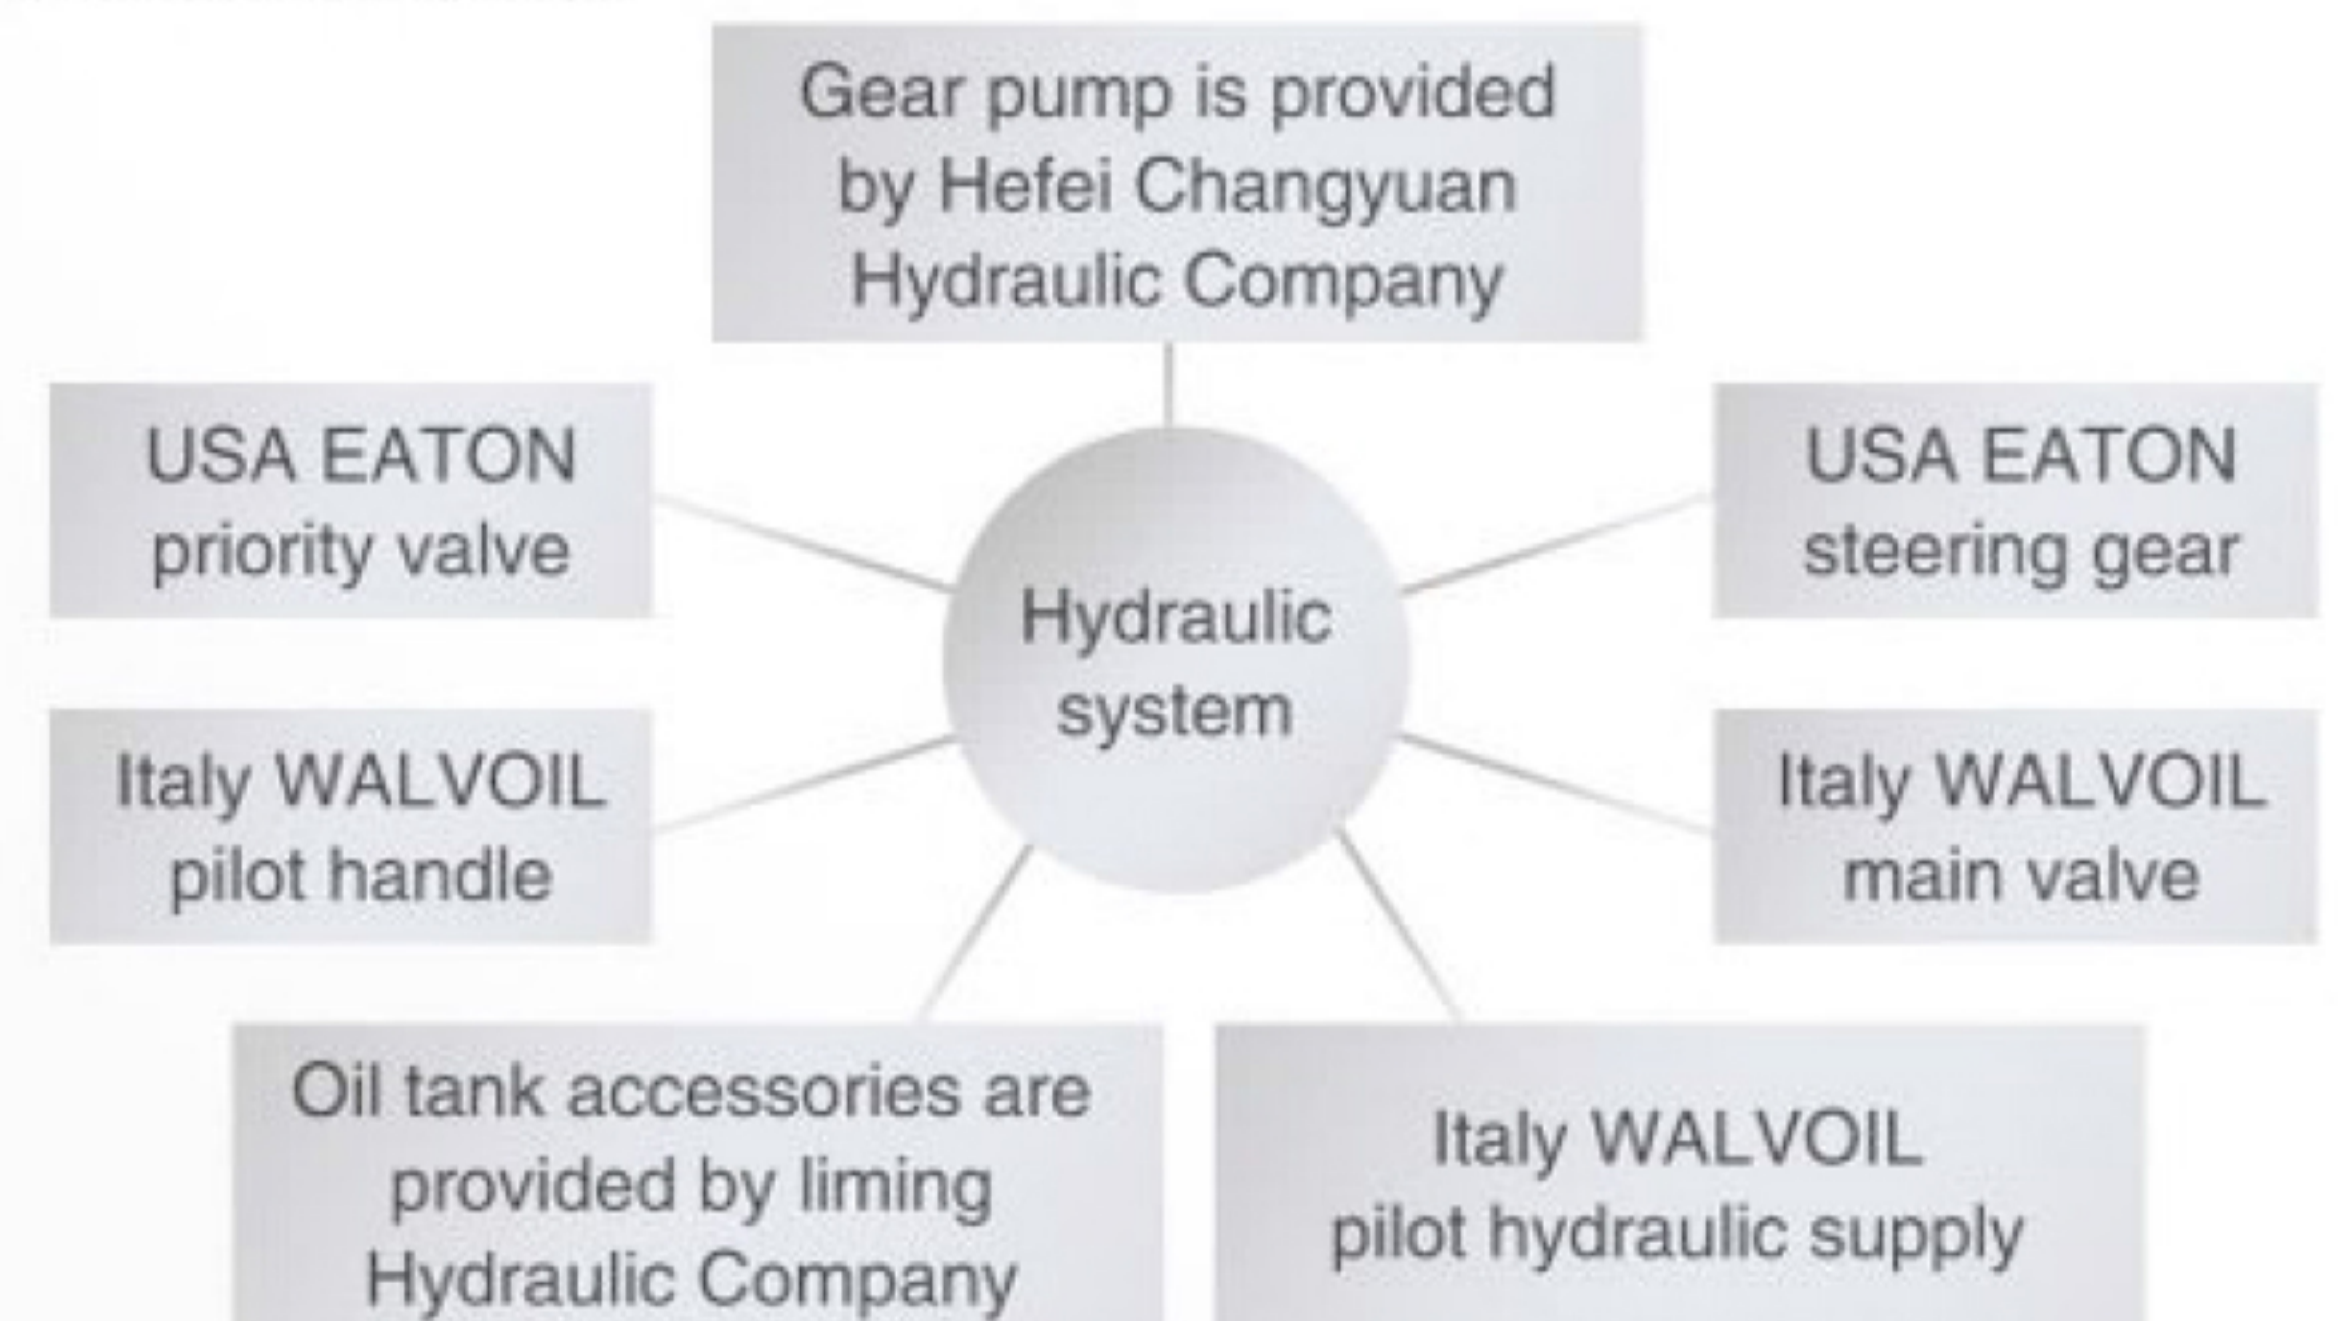 Gear pump is provided
by Hefei Changyuan
Hydraulic Company
USA EATON
priority valve
USA EATON
steering gear
Hydraulic
system
Italy WALVOIL
pilot handle
Italy WALVOIL
main valve
Oil tank accessories are
provided by liming
Hydraulic Company
Italy WALVOIL
pilot hydraulic supply